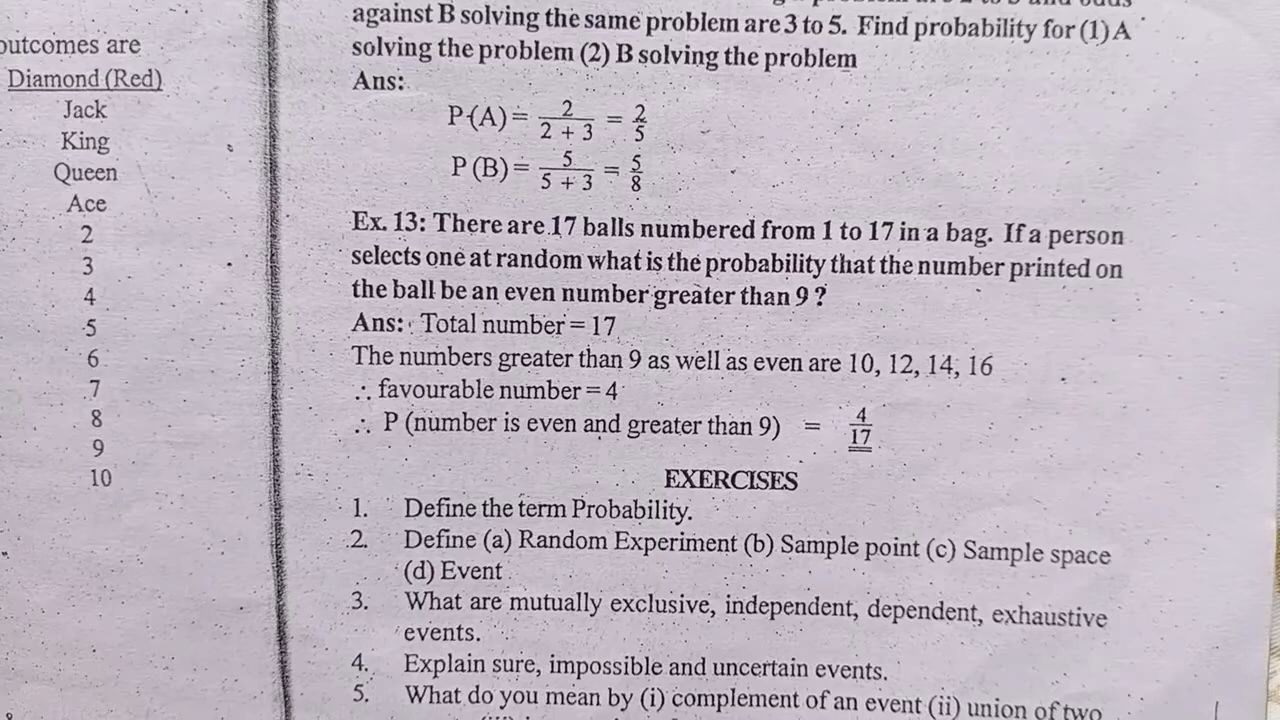 outcomes are
Diamond (Red)
Jack
King
Queen
Ace
2
3
4
5
6
7
8
9
10
against B solving the same problem are 3 to 5. Find probability for (1) A
solving the problem (2) B solving the problem
Ans:
P(A) = 2/(2 + 3) = 2/5
P(B) = 5/(5 + 3) = 5/8
Ex. 13: There are 17 balls numbered from 1 to 17 in a bag. If a person
selects one at random what is the probability that the number printed on
the ball be an even number greater than 9 ?
Ans: Total number = 17
The numbers greater than 9 as well as even are 10, 12, 14, 16
∴ favourable number = 4
∴ P (number is even and greater than 9) = 4/17
EXERCISES
1. Define the term Probability.
2. Define (a) Random Experiment (b) Sample point (c) Sample space
(d) Event
3. What are mutually exclusive, independent, dependent, exhaustive
events.
4. Explain sure, impossible and uncertain events.
5. What do you mean by (i) complement of an event (ii) union of two